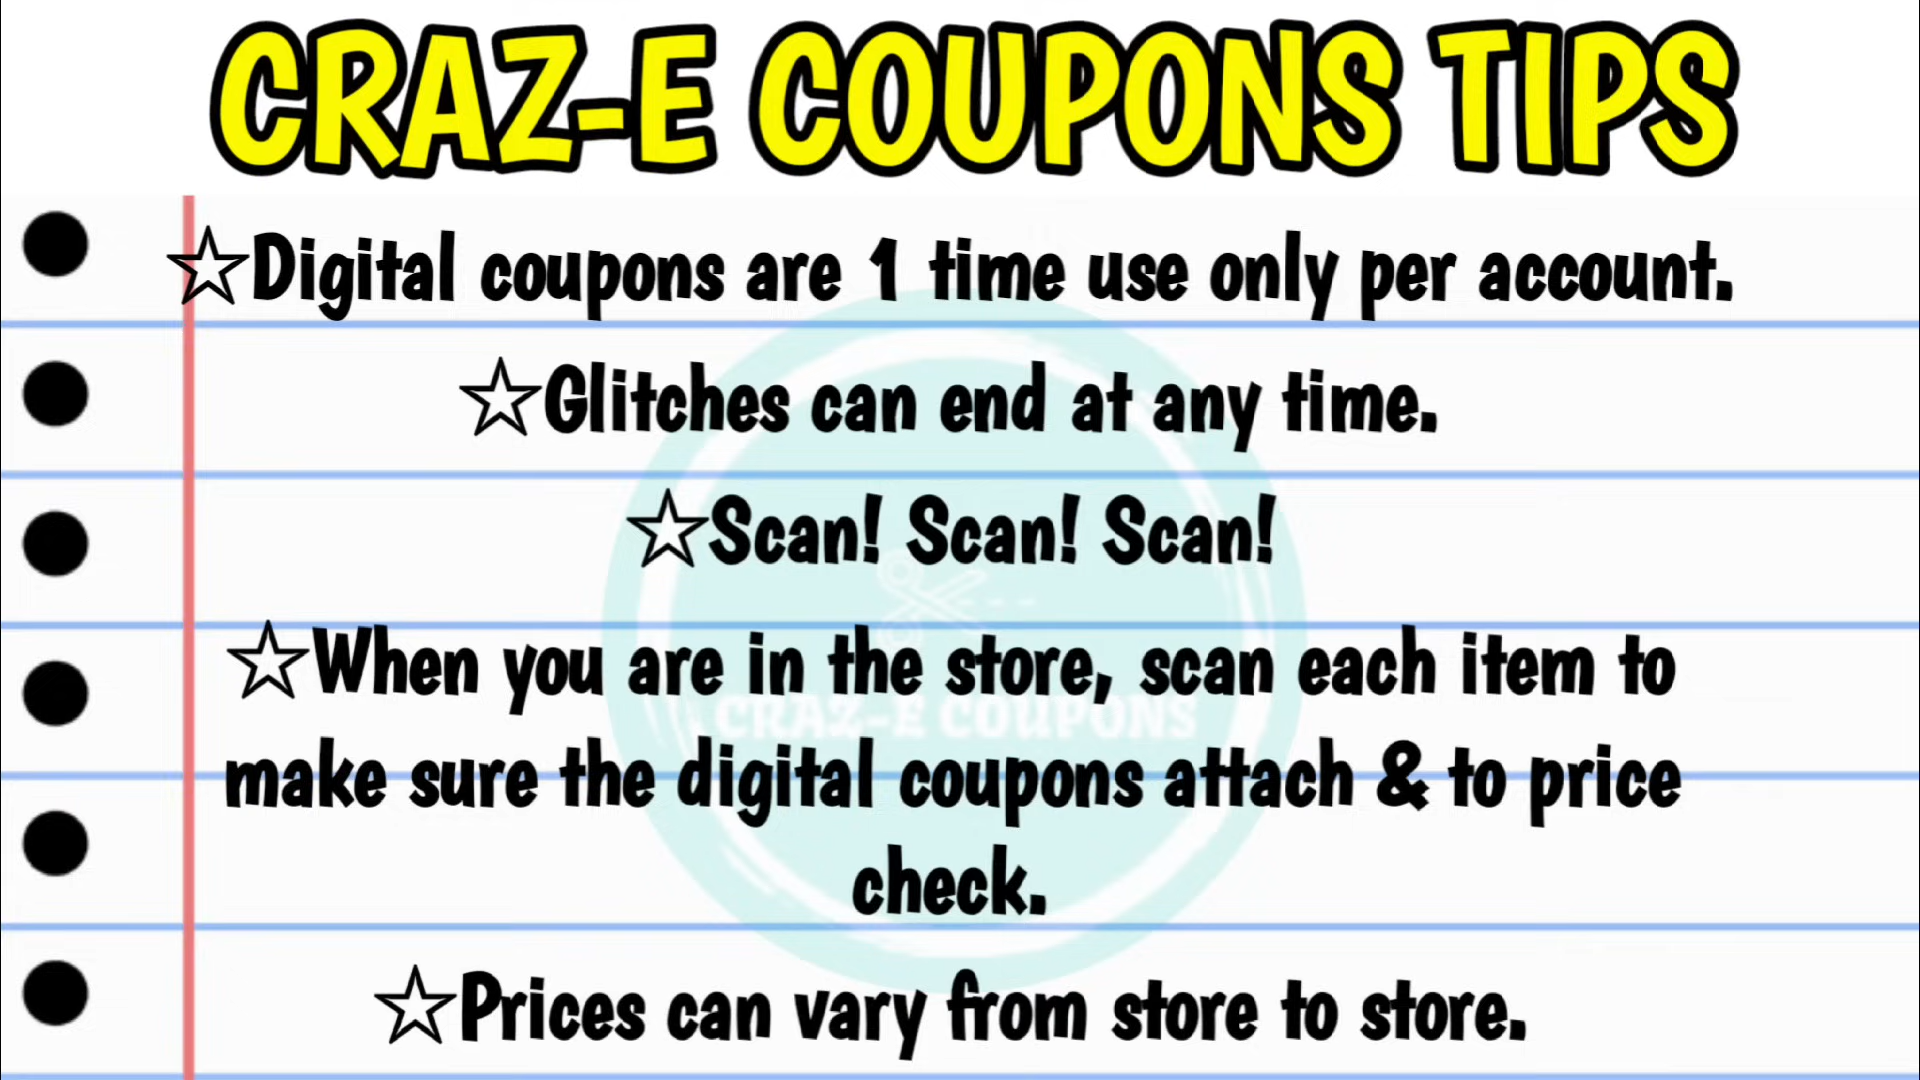 CRAZ-E COUPONS TIPS
☆Digital coupons are 1 time use only per account.
☆Glitches can end at any time.
☆Scan! Scan! Scan!
☆When you are in the store, scan each item to
CRAZ-E COUPONS
make sure the digital coupons attach & to price
check.
☆Prices can vary from store to store.